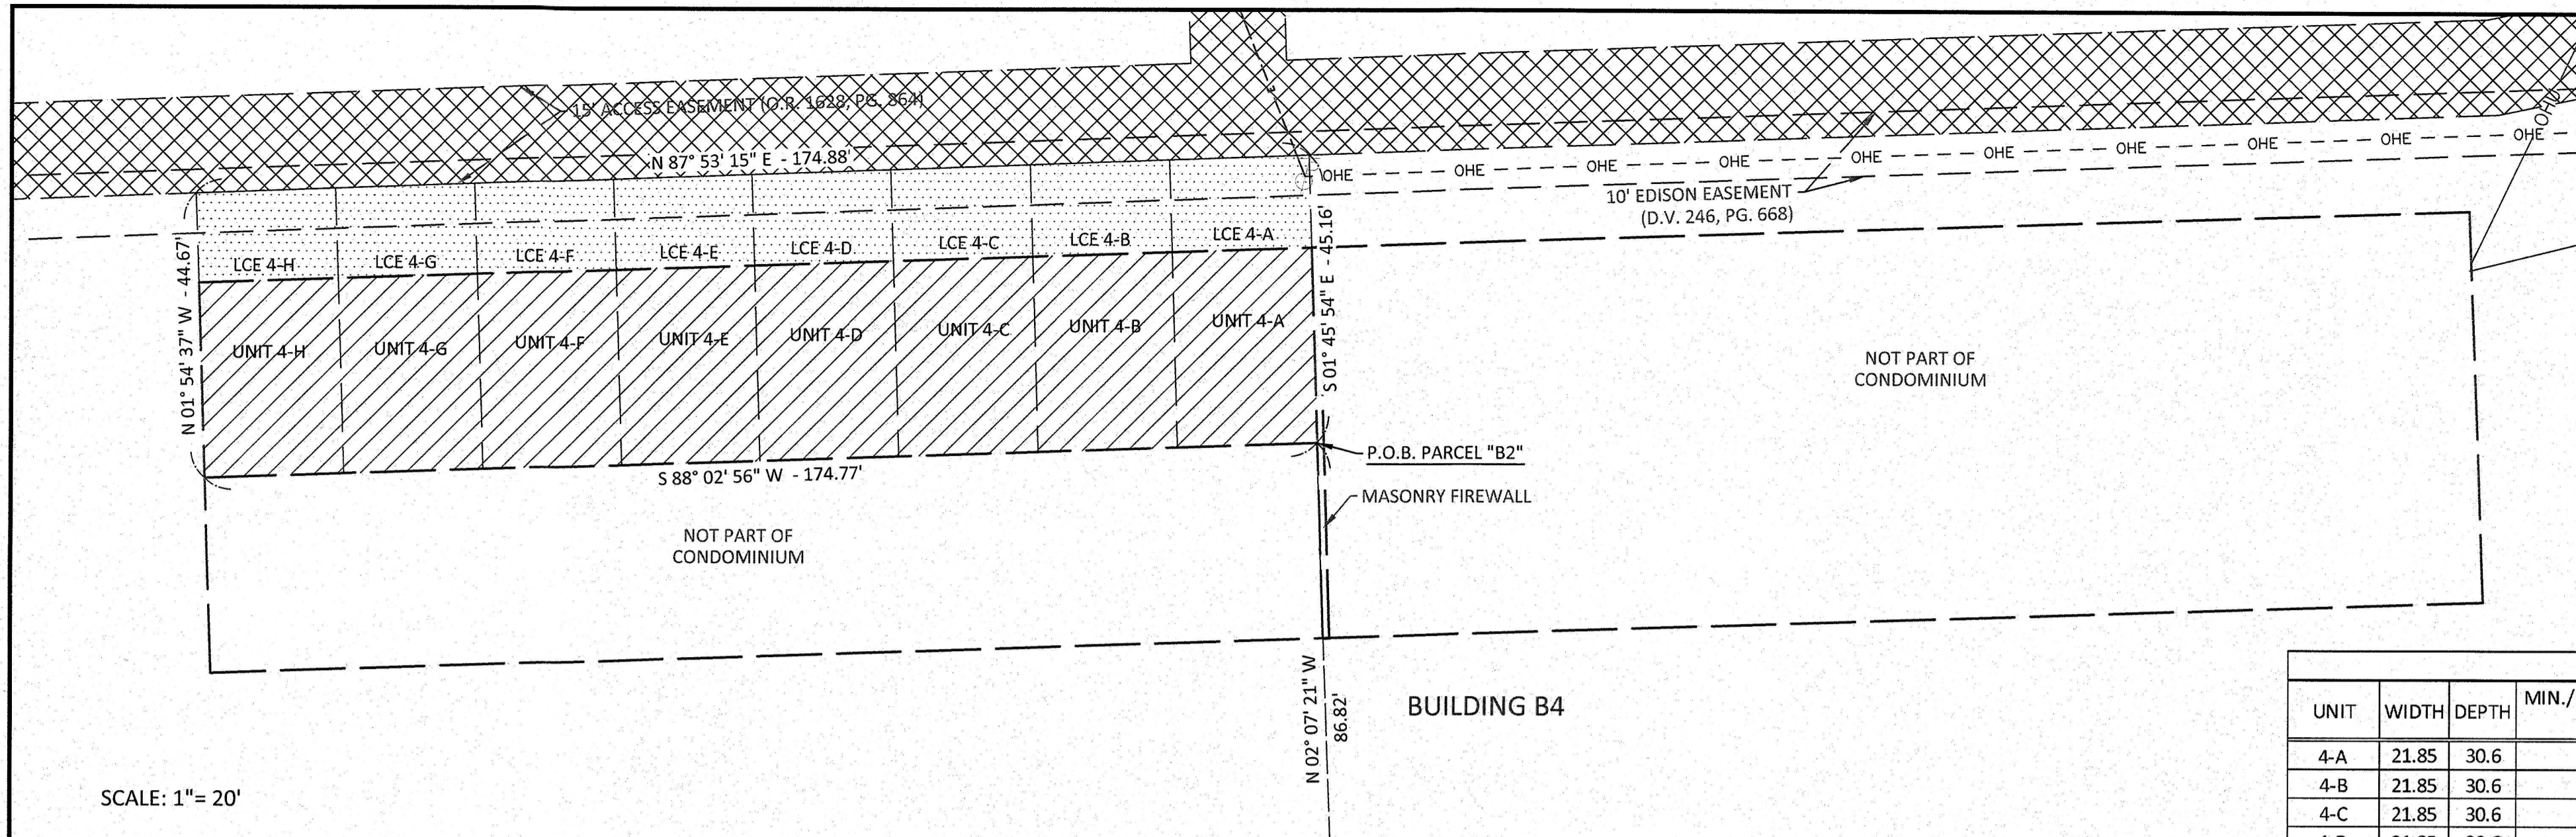 15' ACCESS EASEMENT (O.R. 1628, PG. 864)
N 87° 53' 15" E - 174.88'
OHE OHE OHE OHE OHE OHE OHE OHE OHE OHE
OHU
10' EDISON EASEMENT
(D.V. 246, PG. 668)
LCE 4-H LCE 4-G LCE 4-F LCE 4-E LCE 4-D LCE 4-C LCE 4-B LCE 4-A
N 01° 54' 37" W - 44.67'
S 01° 45' 54" E - 45.16'
UNIT 4-H UNIT 4-G UNIT 4-F UNIT 4-E UNIT 4-D UNIT 4-C UNIT 4-B UNIT 4-A
NOT PART OF
CONDOMINIUM
P.O.B. PARCEL "B2"
S 88° 02' 56" W - 174.77'
MASONRY FIREWALL
NOT PART OF
CONDOMINIUM
N 02° 07' 21" W
86.82'
BUILDING B4
SCALE: 1"= 20'
UNIT WIDTH DEPTH MIN./
4-A 21.85 30.6
4-B 21.85 30.6
4-C 21.85 30.6